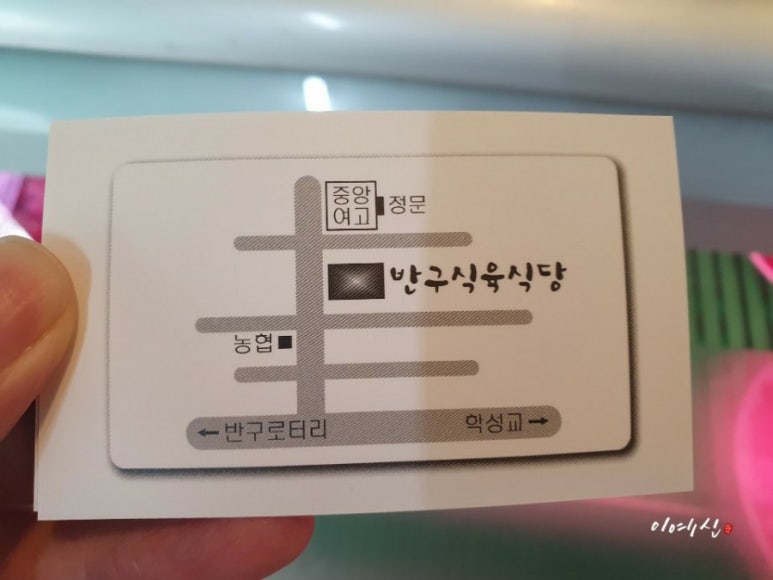 중앙
여고 정문
반구식육식당
농협
←반구로터리 학성교→
이예신